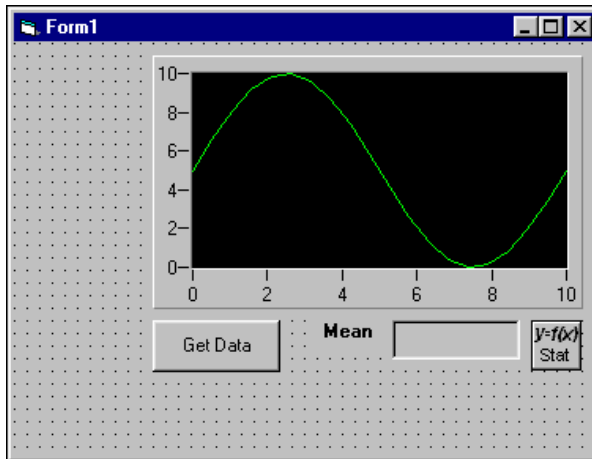 Form1
10
8
6
4
2
0
0 2 4 6 8 10
Get Data
Mean
y=f(x)
Stat